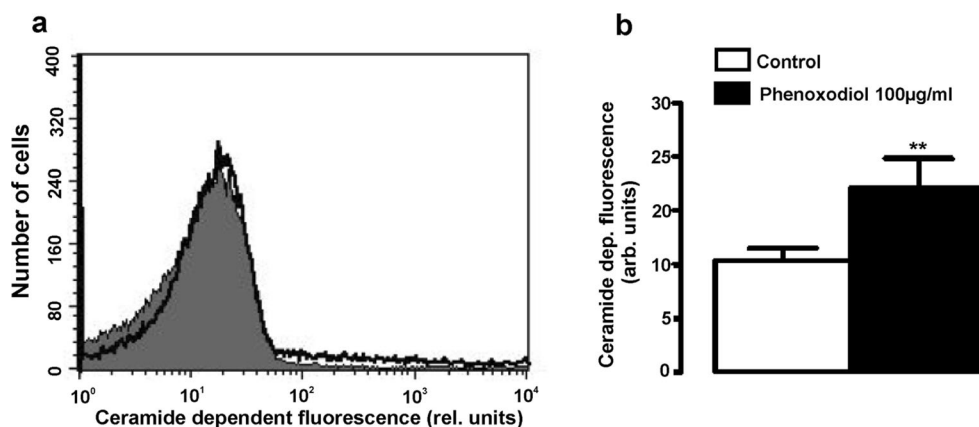 a
400
320
240
160
80
0
Number of cells
10⁰ 10¹ 10² 10³ 10⁴
Ceramide dependent fluorescence (rel. units)
b
Control
Phenoxodiol 100µg/ml
30
25
20
10
5
0
Ceramide dep. fluorescence
(arb. units)
**